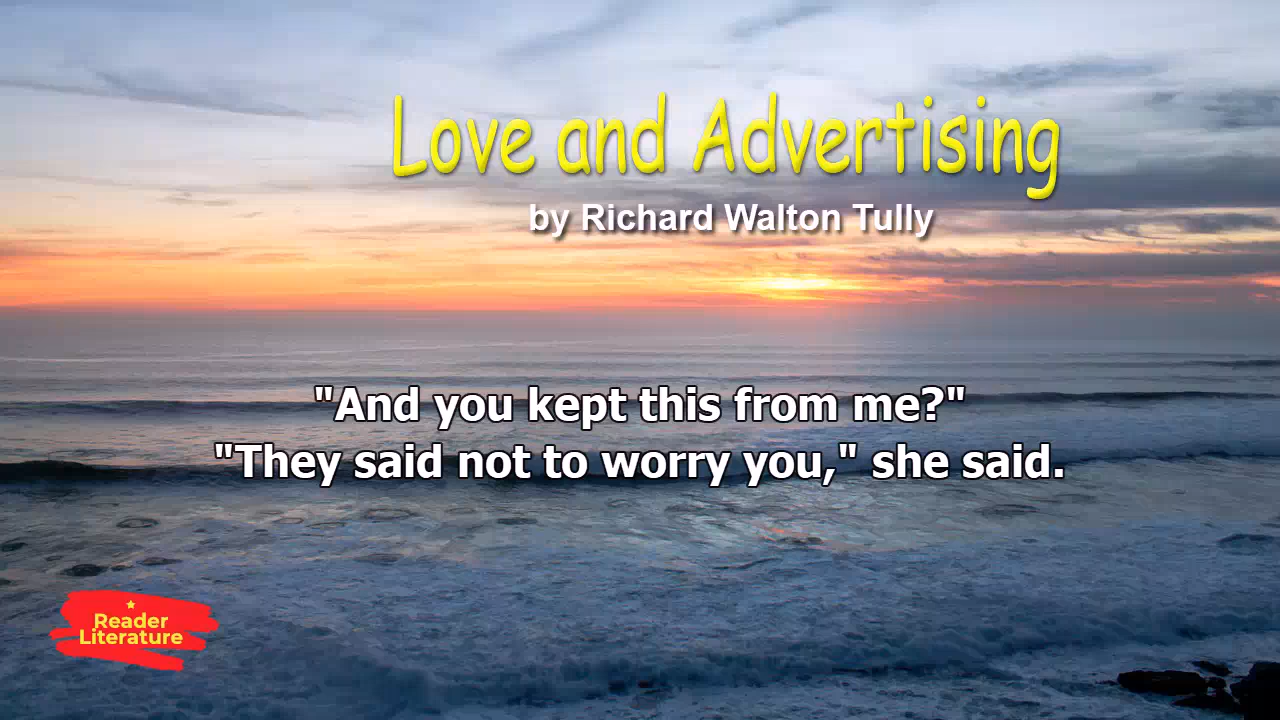 Love and Advertising
by Richard Walton Tully
"And you kept this from me?"
"They said not to worry you," she said.
Reader
Literature